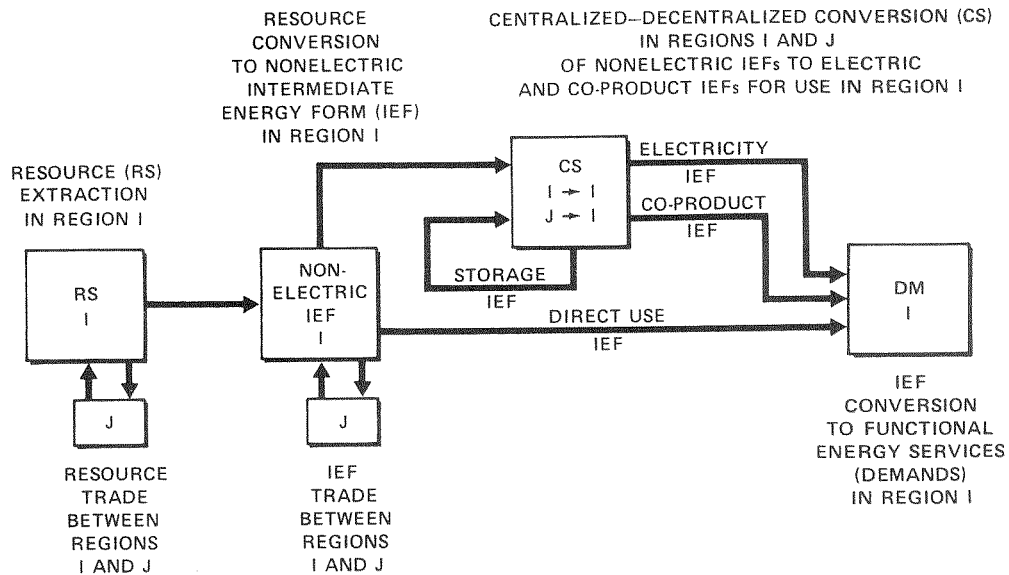 RESOURCE
CONVERSION
TO NONELECTRIC
INTERMEDIATE
ENERGY FORM (IEF)
IN REGION I
CENTRALIZED–DECENTRALIZED CONVERSION (CS)
IN REGIONS I AND J
OF NONELECTRIC IEFs TO ELECTRIC
AND CO-PRODUCT IEFs FOR USE IN REGION I
RESOURCE (RS)
EXTRACTION
IN REGION I
CS
I → I
J → I
ELECTRICITY
IEF
CO-PRODUCT
IEF
STORAGE
IEF
RS
I
NON-
ELECTRIC
IEF
I
DIRECT USE
IEF
DM
I
J
J
RESOURCE
TRADE
BETWEEN
REGIONS
I AND J
IEF
TRADE
BETWEEN
REGIONS
I AND J
IEF
CONVERSION
TO FUNCTIONAL
ENERGY SERVICES
(DEMANDS)
IN REGION I